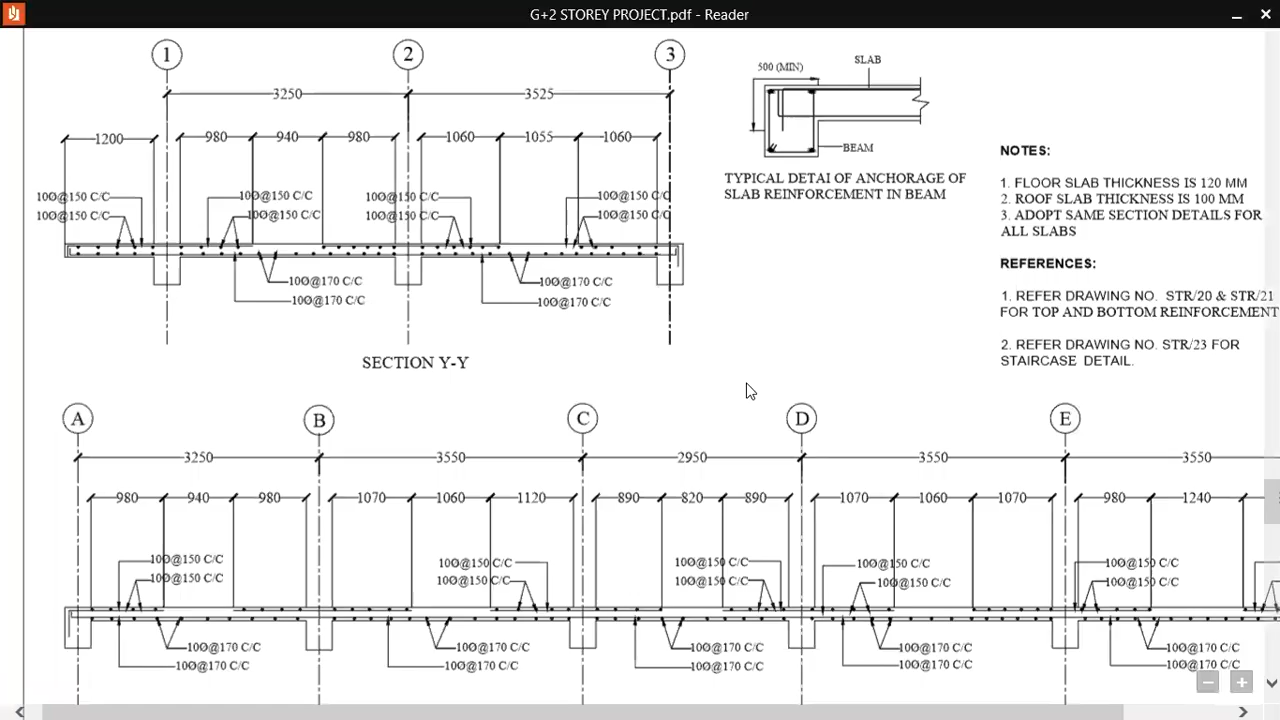 G+2 STOREY PROJECT.pdf - Reader
1 2 3
3250 3525
1200 980 940 980 1060 1055 1060
10Ø@150 C/C 10Ø@150 C/C 10Ø@150 C/C 10Ø@150 C/C
10Ø@150 C/C 10Ø@150 C/C 10Ø@150 C/C 10Ø@150 C/C
10Ø@170 C/C 10Ø@170 C/C
10Ø@170 C/C 10Ø@170 C/C
SECTION Y-Y
500 (MIN)
SLAB
BEAM
TYPICAL DETAI OF ANCHORAGE OF
SLAB REINFORCEMENT IN BEAM
NOTES:
1. FLOOR SLAB THICKNESS IS 120 MM
2. ROOF SLAB THICKNESS IS 100 MM
3. ADOPT SAME SECTION DETAILS FOR
ALL SLABS
REFERENCES:
1. REFER DRAWING NO. STR/20 & STR/21
FOR TOP AND BOTTOM REINFORCEMENT
2. REFER DRAWING NO. STR/23 FOR
STAIRCASE DETAIL.
A B C D E
3250 3550 2950 3550 3550
980 940 980 1070 1060 1120 890 820 890 1070 1060 1070 980 1240
10Ø@150 C/C 10Ø@150 C/C 10Ø@150 C/C 10Ø@150 C/C 10Ø@150 C/C
10Ø@150 C/C 10Ø@150 C/C 10Ø@150 C/C 10Ø@150 C/C 10Ø@150 C/C
10Ø@170 C/C 10Ø@170 C/C 10Ø@170 C/C 10Ø@170 C/C 10Ø@170 C/C
10Ø@170 C/C 10Ø@170 C/C 10Ø@170 C/C 10Ø@170 C/C 10Ø@170 C/C